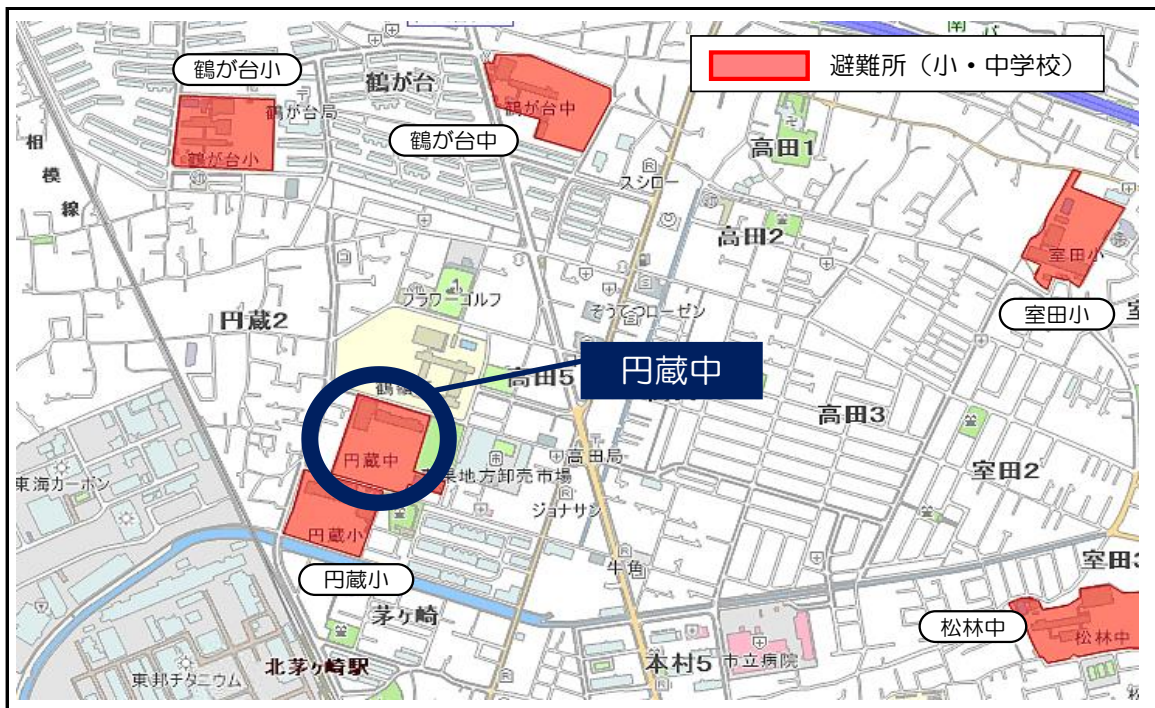 避難所（小・中学校）
鶴が台小
鶴が台
鶴が台局
鶴が台中
鶴が台中
鶴が台小
高田1
スシロー
相模線
高田2
室田小
室田小
フラワーゴルフ
そうてつローゼン
円蔵2
円蔵中
高田5
高田3
円蔵中
高田局
地方卸売市場
室田2
東海カーボン
ジョナサン
円蔵小
牛角
円蔵小
室田3
茅ヶ崎
松林中
松林中
北茅ヶ崎駅
本村5
市立病院
東邦チタニウム